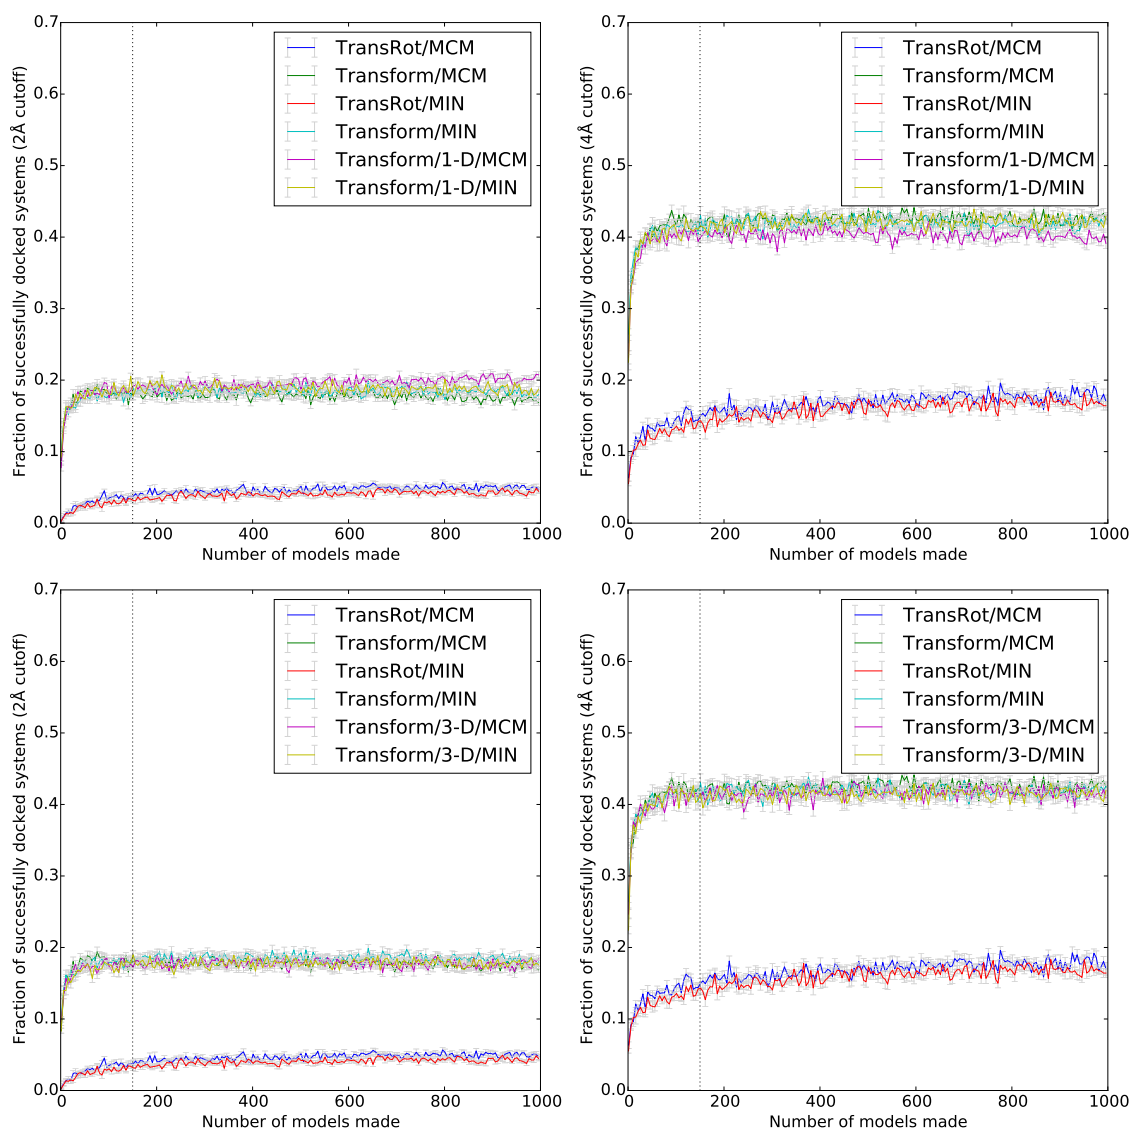 Fraction of successfully docked systems (2Å cutoff)
0.7
0.6
0.5
0.4
0.3
0.2
0.1
0.0
TransRot/MCM
Transform/MCM
TransRot/MIN
Transform/MIN
Transform/1-D/MCM
Transform/1-D/MIN
0 200 400 600 800 1000
Number of models made
Fraction of successfully docked systems (4Å cutoff)
0.7
0.6
0.5
0.4
0.3
0.2
0.1
0.0
TransRot/MCM
Transform/MCM
TransRot/MIN
Transform/MIN
Transform/1-D/MCM
Transform/1-D/MIN
0 200 400 600 800 1000
Number of models made
Fraction of successfully docked systems (2Å cutoff)
0.7
0.6
0.5
0.4
0.3
0.2
0.1
0.0
TransRot/MCM
Transform/MCM
TransRot/MIN
Transform/MIN
Transform/3-D/MCM
Transform/3-D/MIN
0 200 400 600 800 1000
Number of models made
Fraction of successfully docked systems (4Å cutoff)
0.7
0.6
0.5
0.4
0.3
0.2
0.1
0.0
TransRot/MCM
Transform/MCM
TransRot/MIN
Transform/MIN
Transform/3-D/MCM
Transform/3-D/MIN
0 200 400 600 800 1000
Number of models made